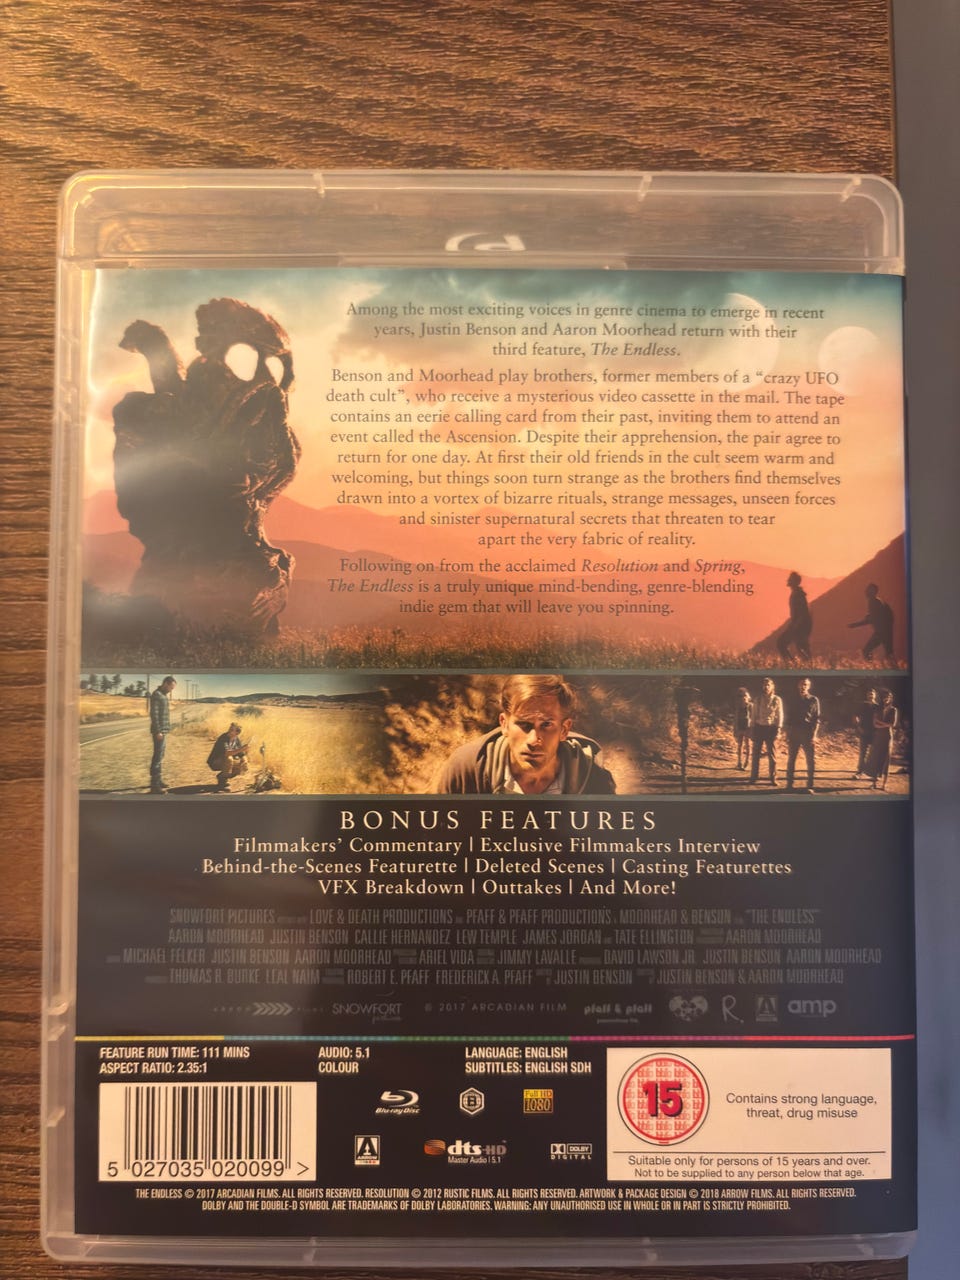 Among the most exciting voices in genre cinema to emerge in recent
years, Justin Benson and Aaron Moorhead return with their
third feature, The Endless.
Benson and Moorhead play brothers, former members of a “crazy UFO
death cult”, who receive a mysterious video cassette in the mail. The tape
contains an eerie calling card from their past, inviting them to attend an
event called the Ascension. Despite their apprehension, the pair agree to
return for one day. At first their old friends in the cult seem warm and
welcoming, but things soon turn strange as the brothers find themselves
drawn into a vortex of bizarre rituals, strange messages, unseen forces
and sinister supernatural secrets that threaten to tear
apart the very fabric of reality.
Following on from the acclaimed Resolution and Spring,
The Endless is a truly unique mind-bending, genre-blending
indie gem that will leave you spinning.
BONUS FEATURES
Filmmakers’ Commentary | Exclusive Filmmakers Interview
Behind-the-Scenes Featurette | Deleted Scenes | Casting Featurettes
VFX Breakdown | Outtakes | And More!
SNOWFORT PICTURES LOVE & DEATH PRODUCTIONS PFAFF & PFAFF PRODUCTIONS MOORHEAD & BENSON "THE ENDLESS"
AARON MOORHEAD JUSTIN BENSON CALLIE HERNANDEZ LEW TEMPLE JAMES JORDAN TATE ELLINGTON AARON MOORHEAD
MICHAEL FELKER JUSTIN BENSON AARON MOORHEAD ARIEL VIDA JIMMY LAVALLE DAVID LAWSON JR. JUSTIN BENSON AARON MOORHEAD
THOMAS R. BURKE LEAL NAIM ROBERT E. PFAFF FREDERICK A. PFAFF JUSTIN BENSON JUSTIN BENSON & AARON MOORHEAD
SNOWFORT © 2017 ARCADIAN FILM pfaff & pfaff R. amp
FEATURE RUN TIME: 111 MINS
ASPECT RATIO: 2.35:1
AUDIO: 5.1
COLOUR
LANGUAGE: ENGLISH
SUBTITLES: ENGLISH SDH
5 027035 020099 >
Blu-ray Disc
B
Full HD
1080
ARROW
dts-HD
Master Audio | 5.1
DOLBY
DIGITAL
15
Contains strong language,
threat, drug misuse
Suitable only for persons of 15 years and over.
Not to be supplied to any person below that age.
THE ENDLESS © 2017 ARCADIAN FILMS. ALL RIGHTS RESERVED. RESOLUTION © 2012 RUSTIC FILMS. ALL RIGHTS RESERVED. ARTWORK & PACKAGE DESIGN © 2018 ARROW FILMS. ALL RIGHTS RESERVED.
DOLBY AND THE DOUBLE-D SYMBOL ARE TRADEMARKS OF DOLBY LABORATORIES. WARNING: ANY UNAUTHORISED USE IN WHOLE OR IN PART IS STRICTLY PROHIBITED.